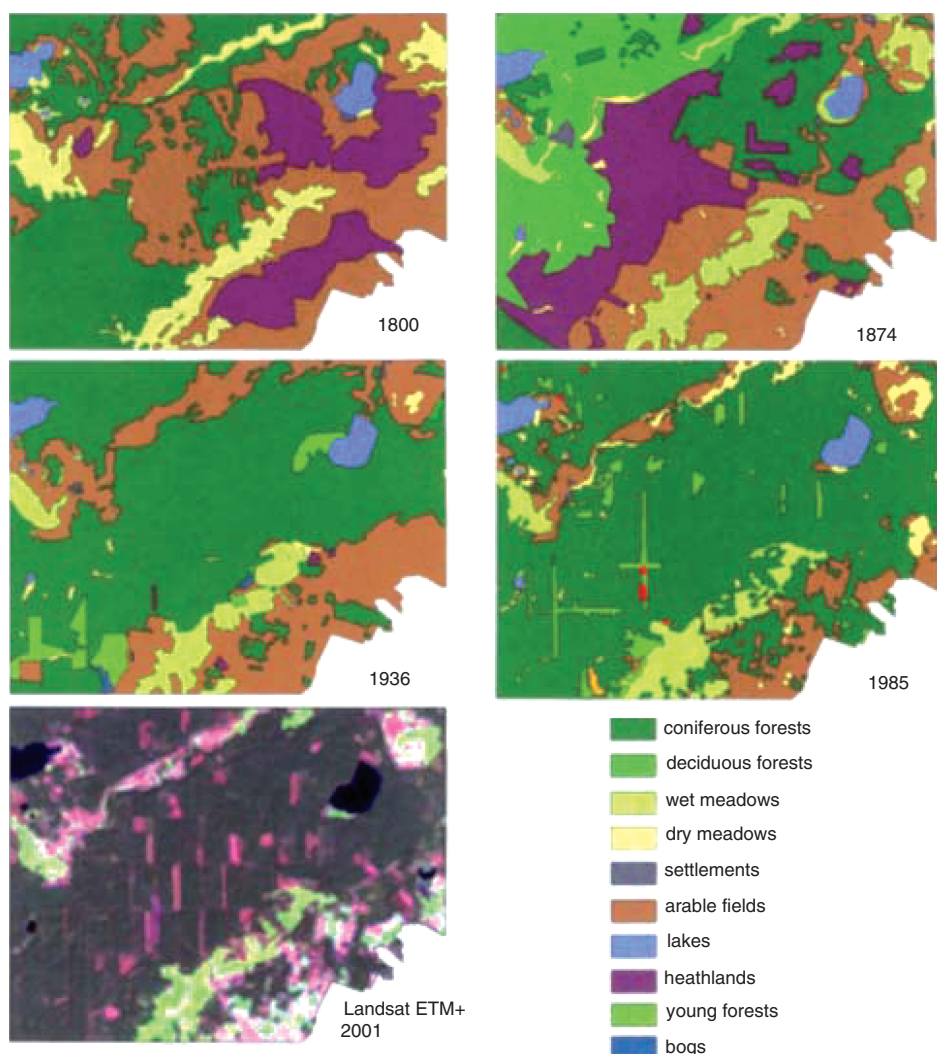 1800
1874
1936
1985
Landsat ETM+
2001
coniferous forests
deciduous forests
wet meadows
dry meadows
settlements
arable fields
lakes
heathlands
young forests
bogs